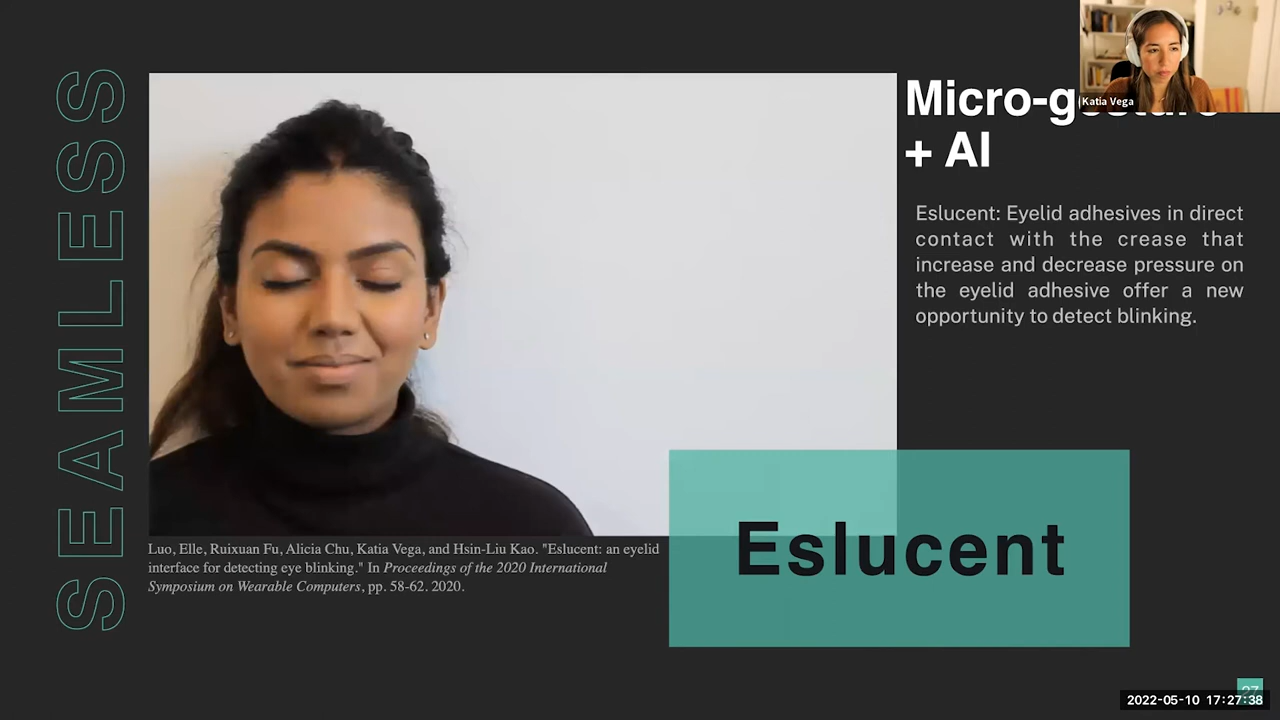 SEAMLESS
Katia Vega
+ AI
Eslucent: Eyelid adhesives in direct
contact with the crease that
increase and decrease pressure on
the eyelid adhesive offer a new
opportunity to detect blinking.
Eslucent
Luo, Elle, Ruixuan Fu, Alicia Chu, Katia Vega, and Hsin-Liu Kao. "Eslucent: an eyelid
interface for detecting eye blinking." In Proceedings of the 2020 International
Symposium on Wearable Computers, pp. 58-62. 2020.
2022-05-10 17:27:38